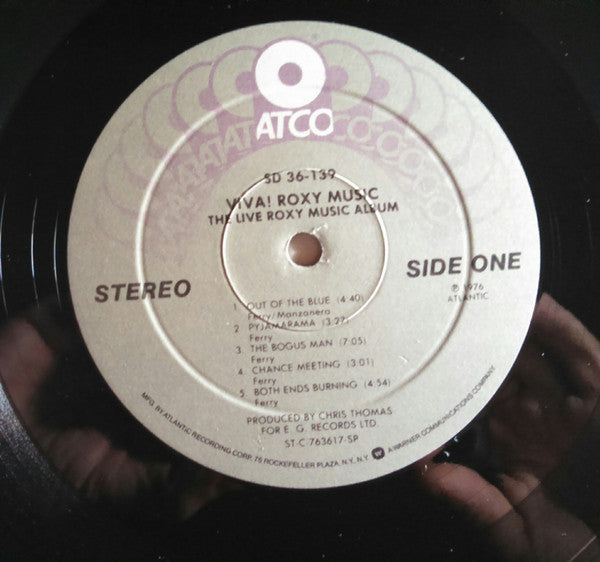 ATCO
SD 36-139
VIVA! ROXY MUSIC
THE LIVE ROXY MUSIC ALBUM
STEREO
SIDE ONE
℗ 1976
ATLANTIC
1. OUT OF THE BLUE (4:40)
Ferry/Manzanera
2. PYJAMARAMA (3:27)
Ferry
3 THE BOGUS MAN (7:05)
Ferry
4 CHANCE MEETING (3:01)
Ferry
5 BOTH ENDS BURNING (4:54)
Ferry
PRODUCED BY CHRIS THOMAS
FOR E. G. RECORDS LTD.
ST-C 763617-SP
MFG. BY ATLANTIC RECORDING CORP. 75 ROCKEFELLER PLAZA, N.Y. N.Y. A WARNER COMMUNICATIONS COMPANY